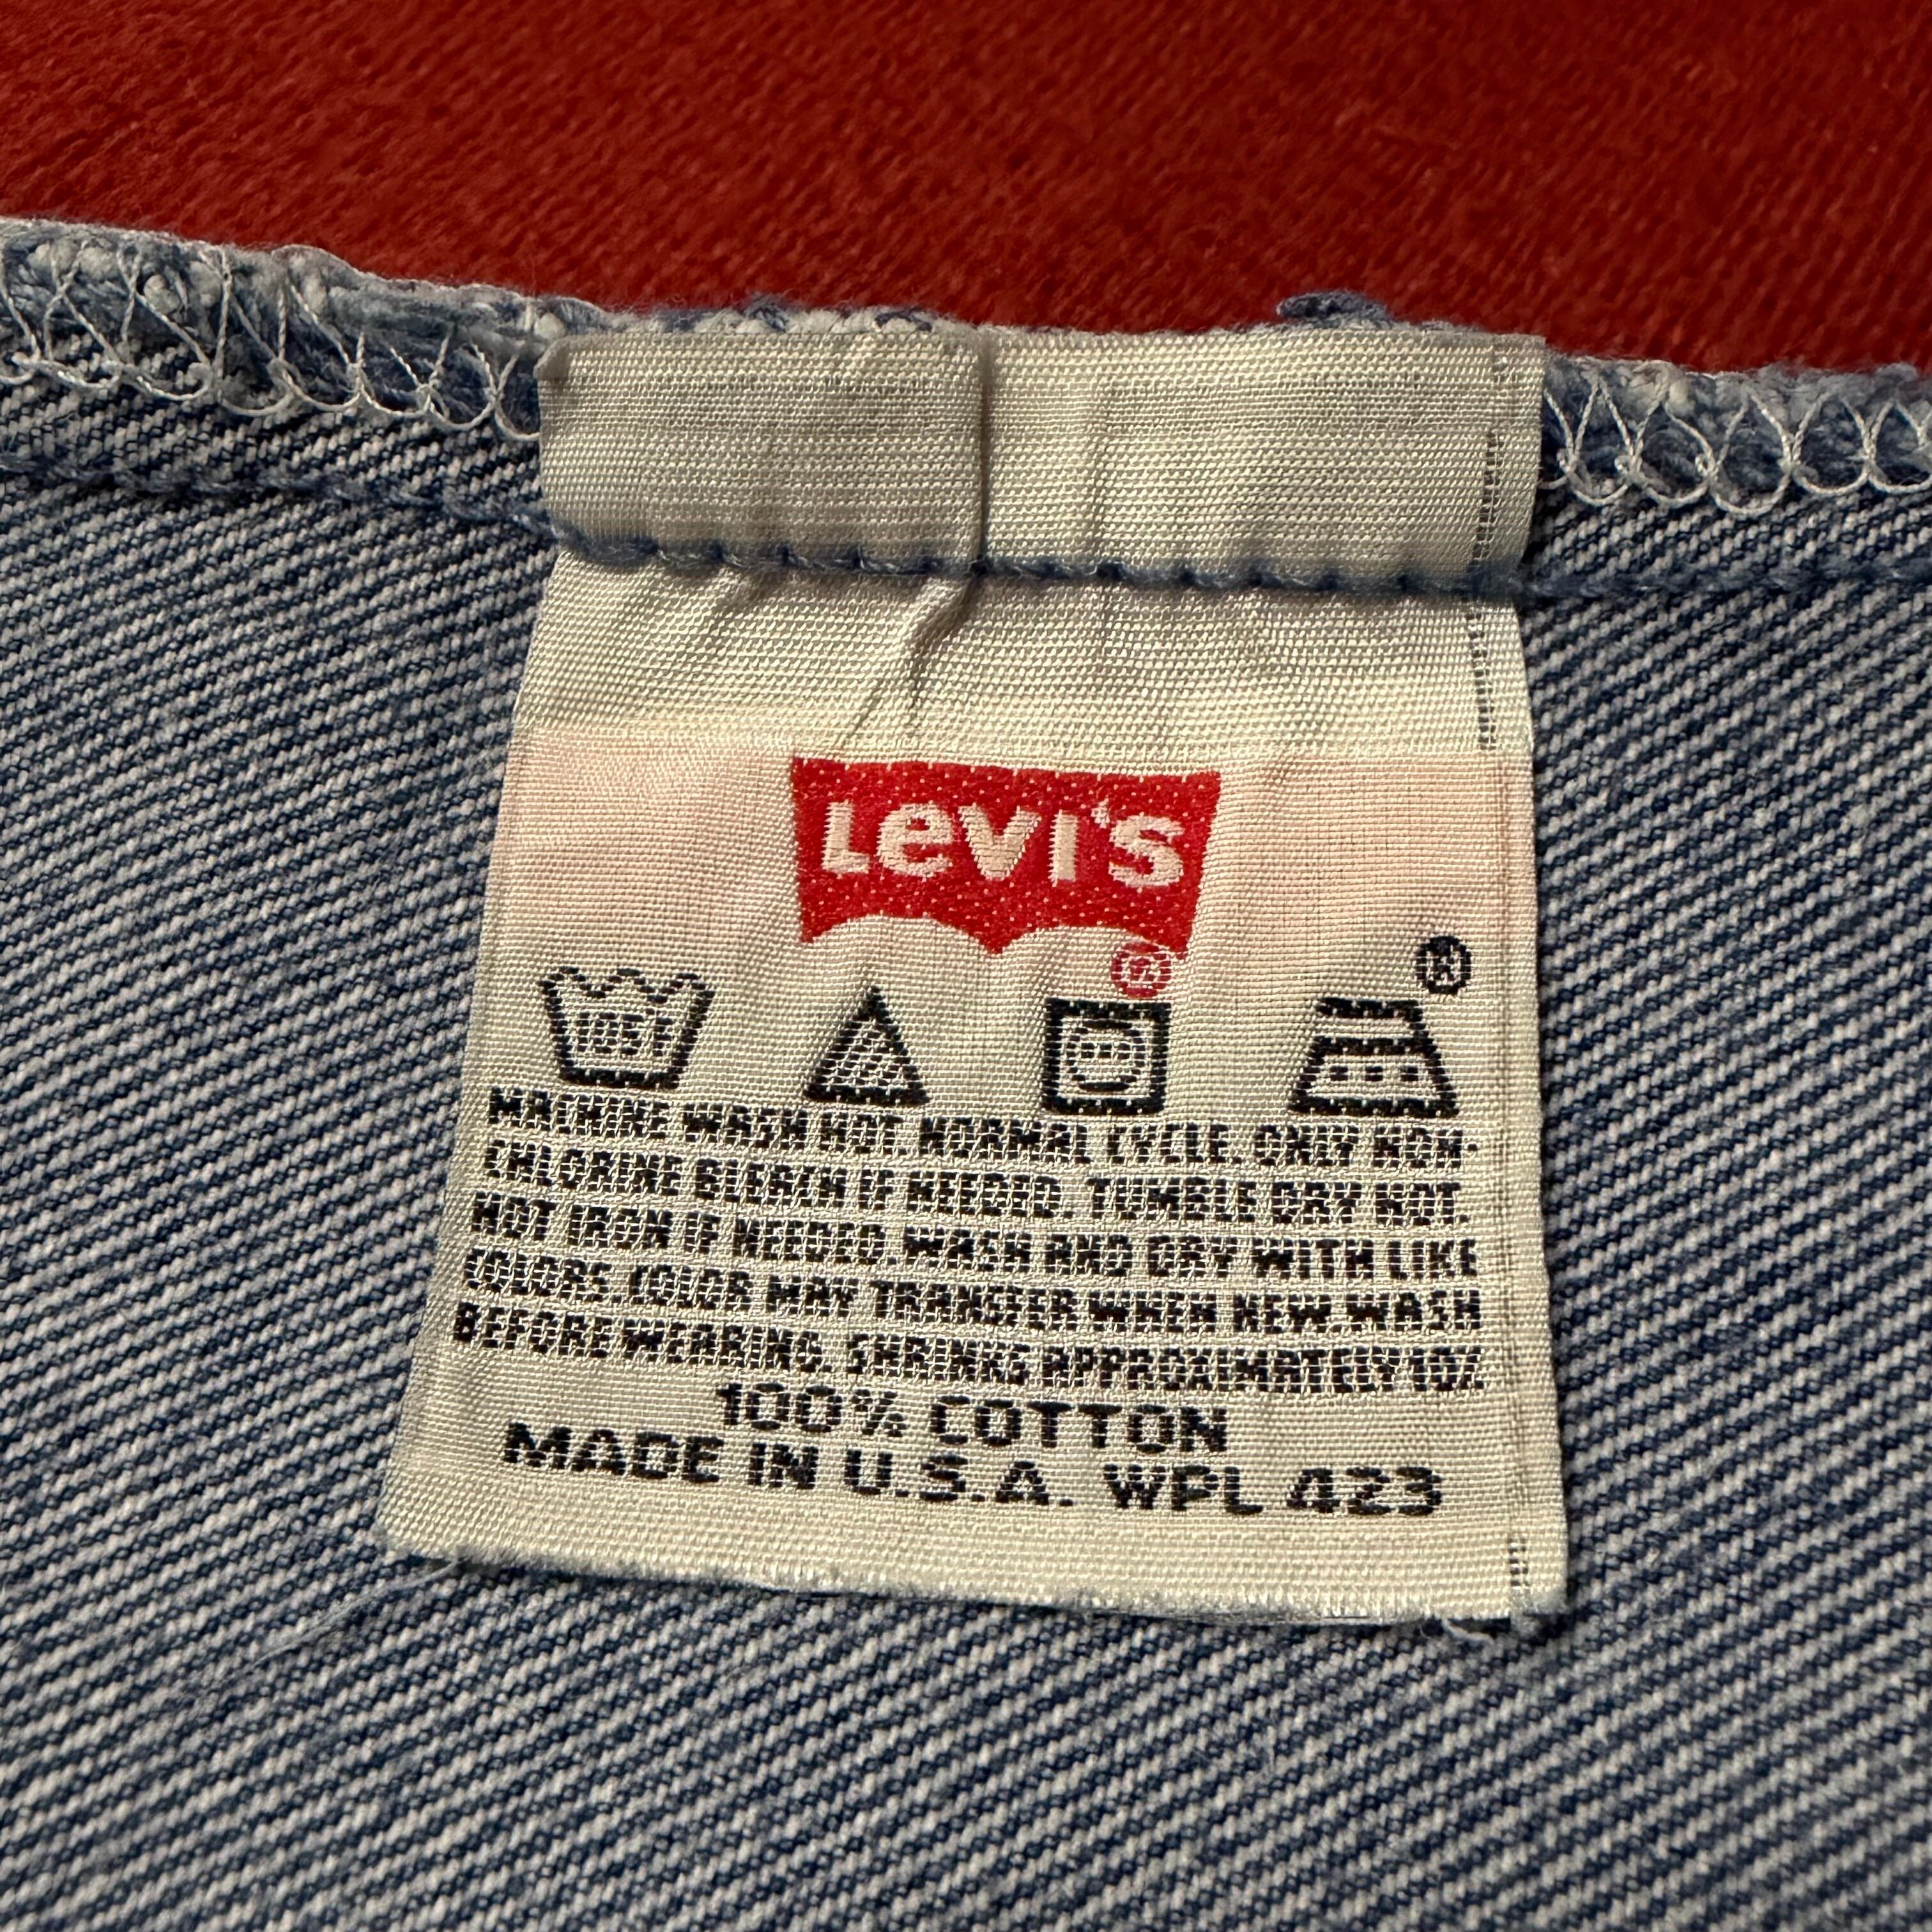 Levi's
®
®
105 F
MACHINE WASH HOT. NORMAL CYCLE. ONLY NON-
CHLORINE BLEACH IF NEEDED. TUMBLE DRY HOT.
HOT IRON IF NEEDED. WASH AND DRY WITH LIKE
COLORS. COLOR MAY TRANSFER WHEN NEW. WASH
BEFORE WEARING. SHRINKS APPROXIMATELY 10%
100% COTTON
MADE IN U.S.A. WPL 423